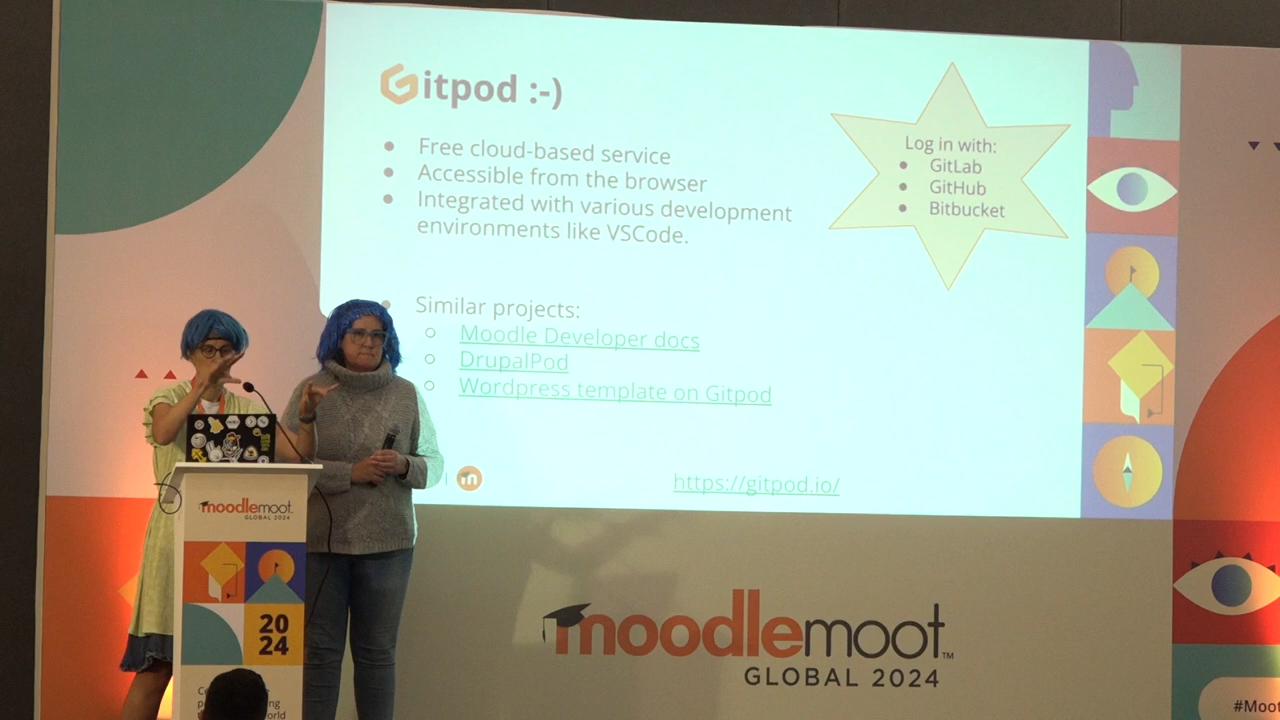 Gitpod :-)
Free cloud-based service
Accessible from the browser
Integrated with various development
environments like VSCode.
Similar projects:
Moodle Developer docs
DrupalPod
Wordpress template on Gitpod
https://gitpod.io/
Log in with:
GitLab
GitHub
Bitbucket
m
moodlemoot
GLOBAL 2024
20
24
moodlemoot™
GLOBAL 2024
#Moot